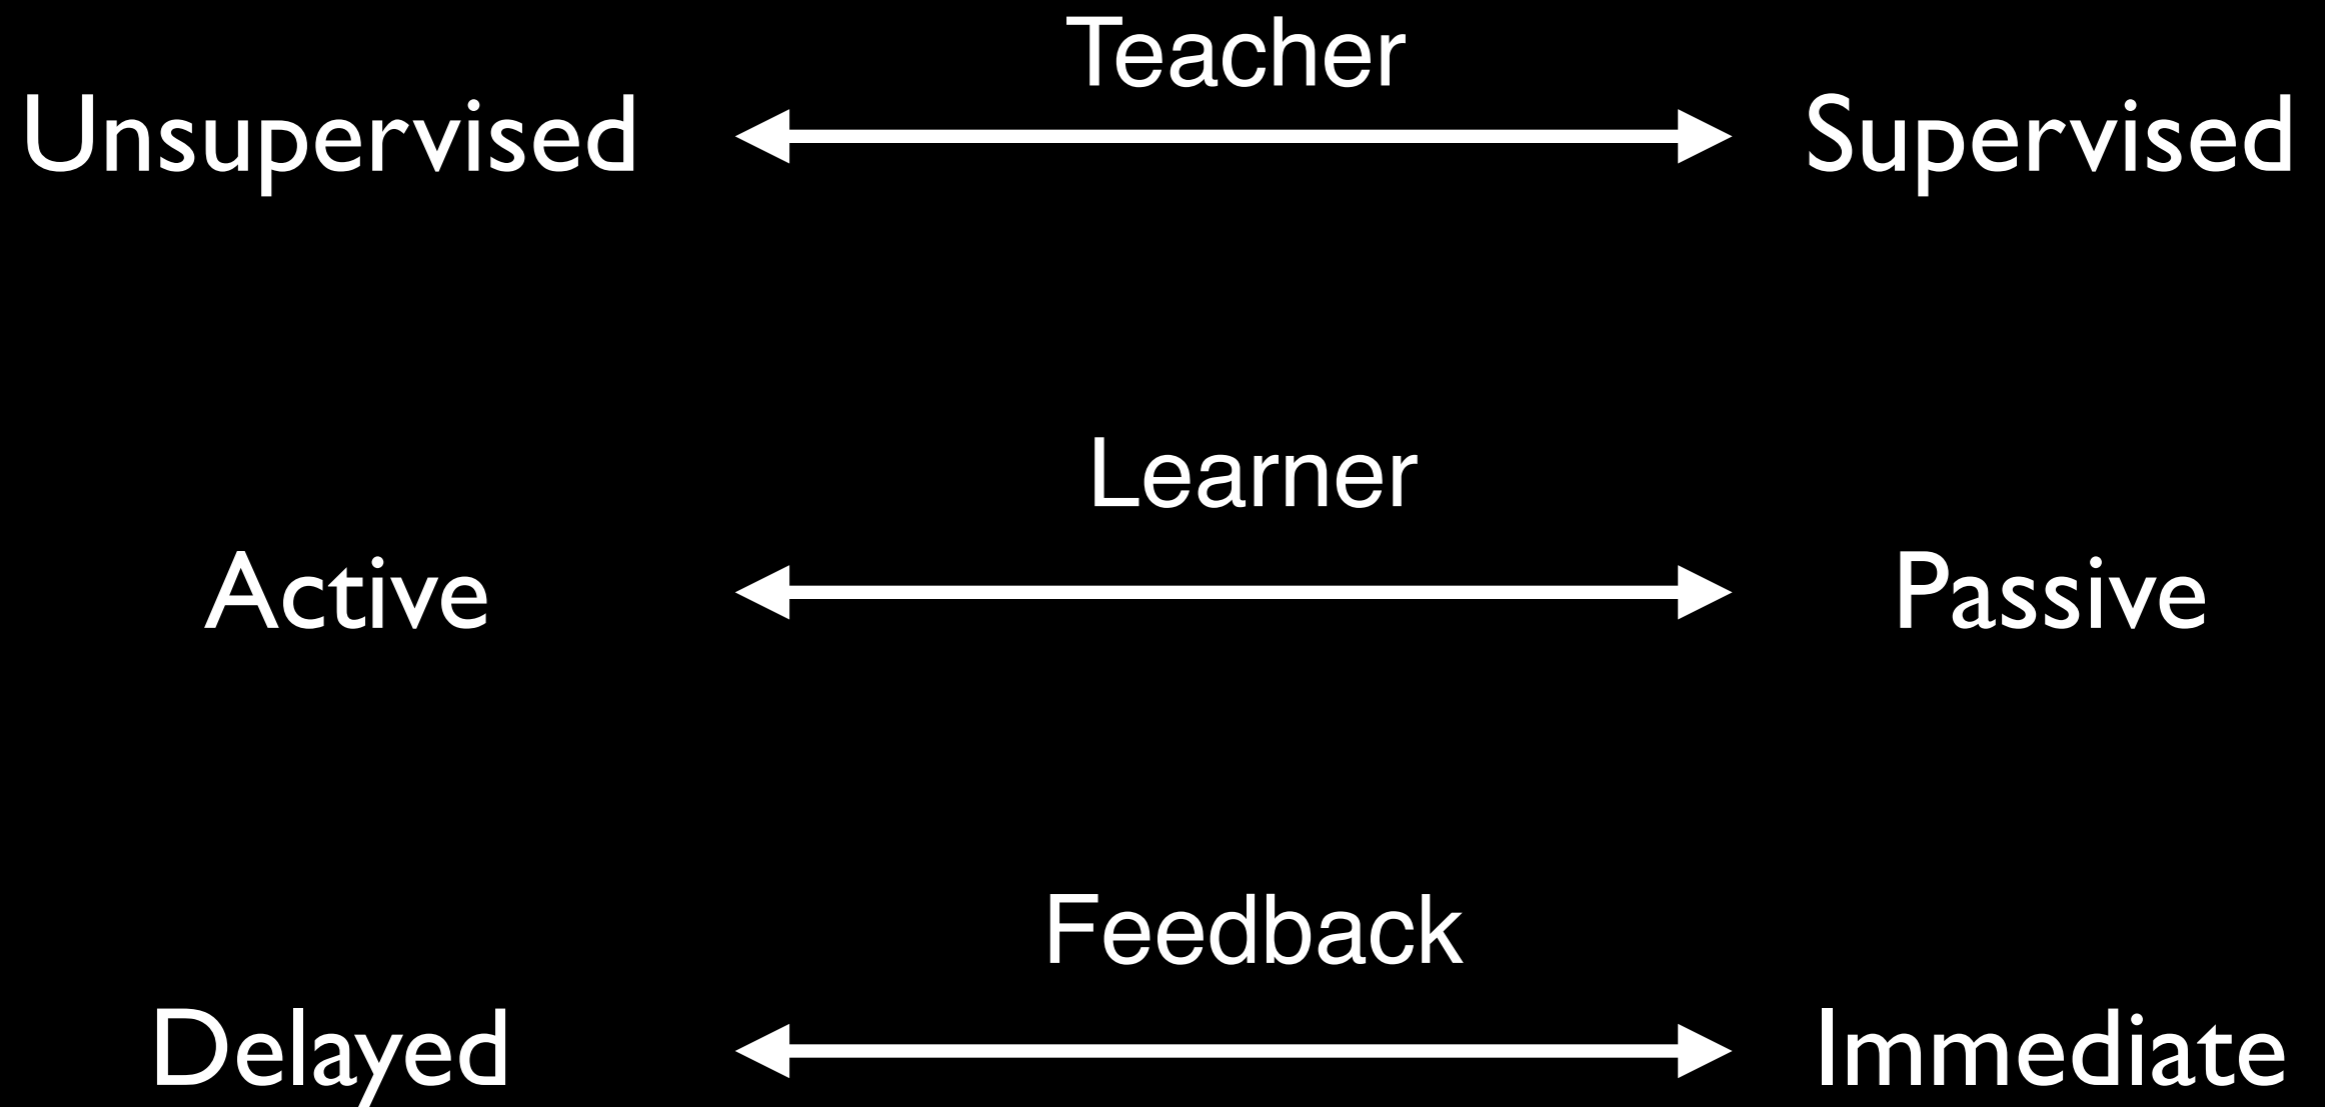 Teacher
Unsupervised Supervised
Learner
Active Passive
Feedback
Delayed Immediate